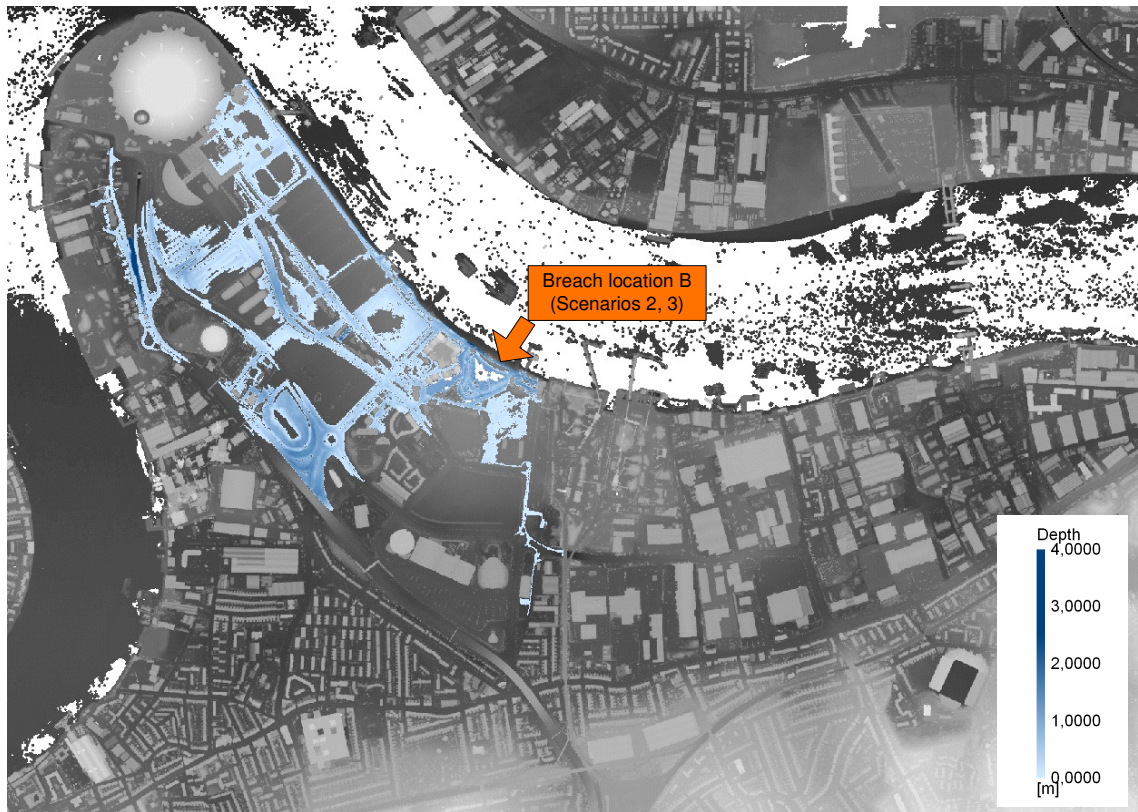 Breach location B
(Scenarios 2, 3)
Depth
4,0000
3,0000
2,0000
1,0000
0,0000
[m]